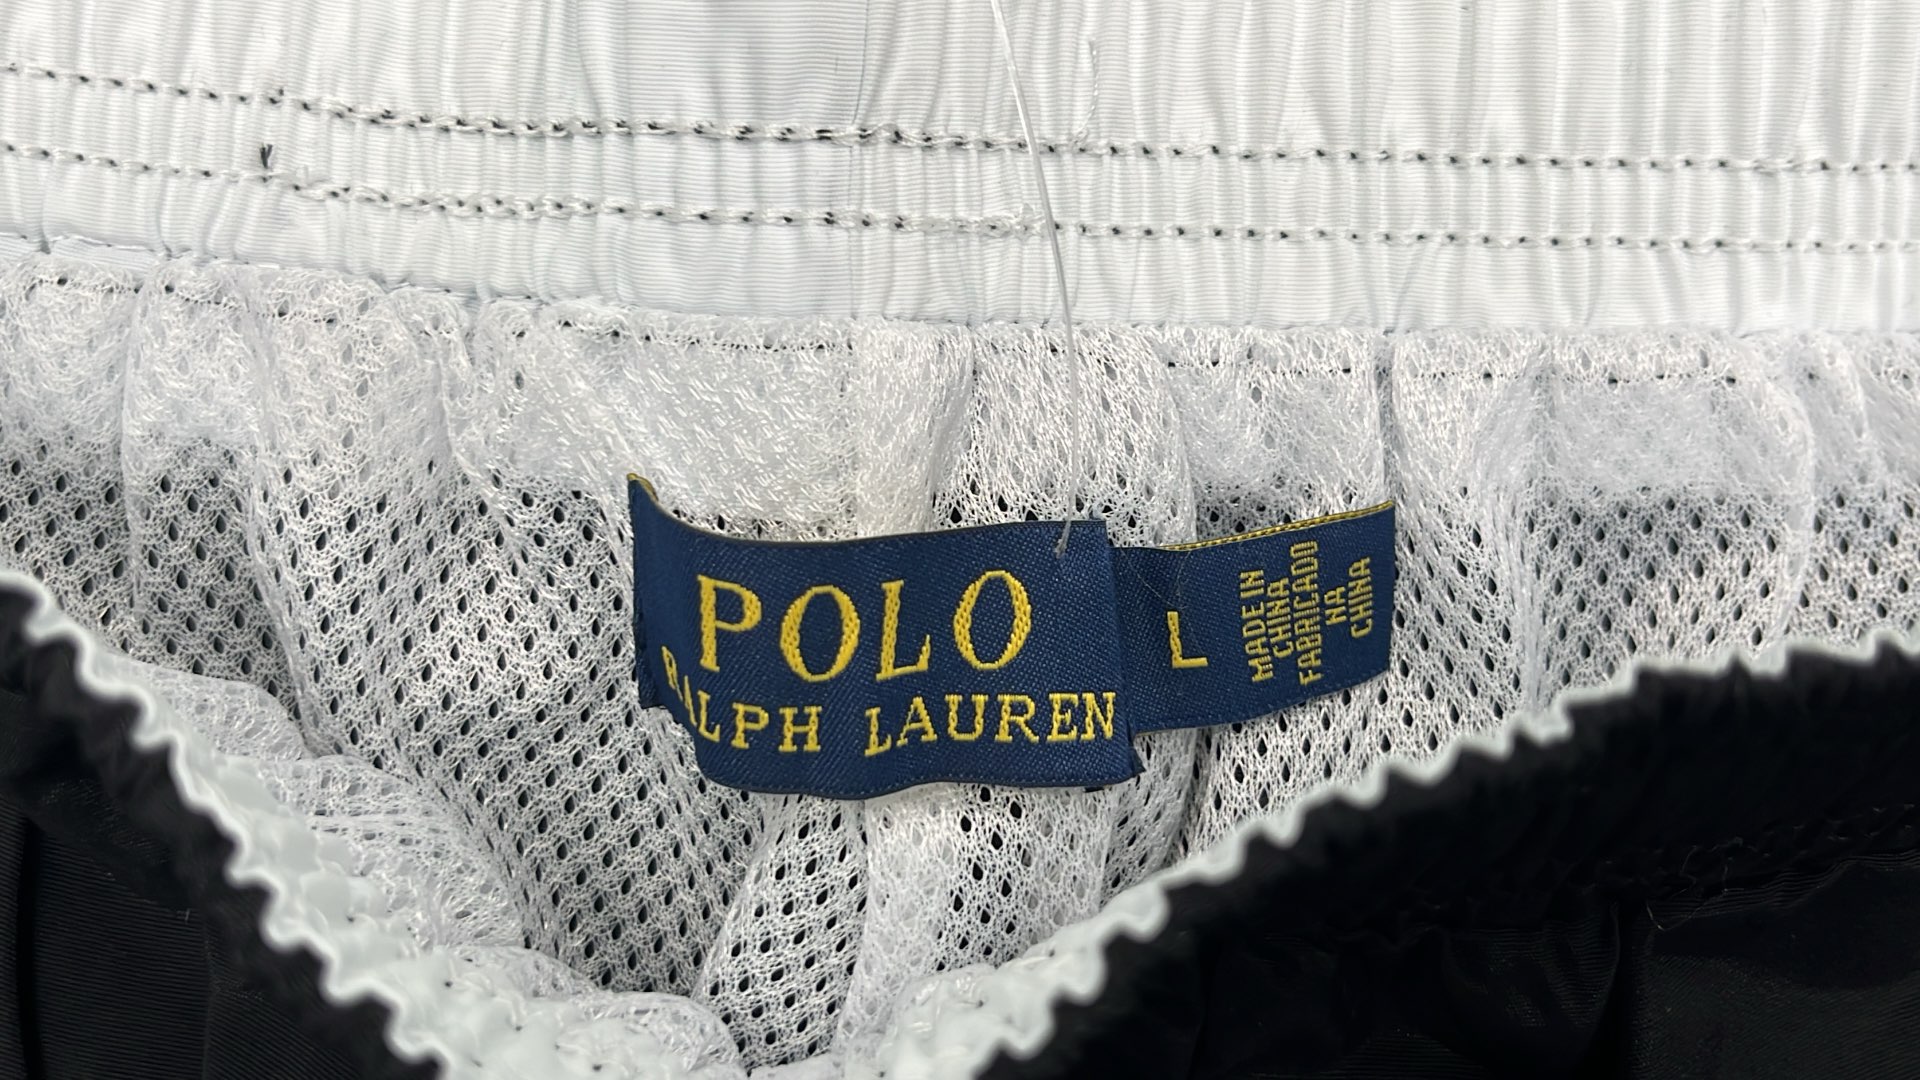 POLO
RALPH LAUREN
L
MADE IN
CHINA
FABRICADO
NA
CHINA